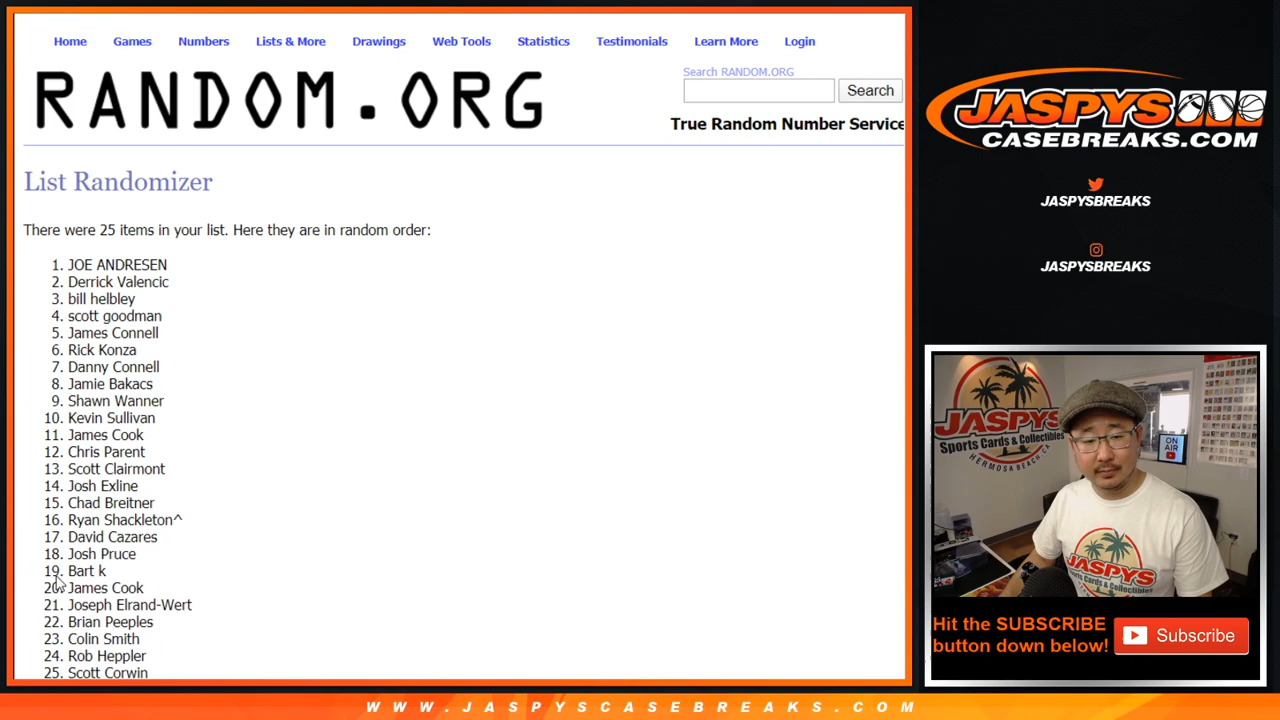 Home Games Numbers Lists & More Drawings Web Tools Statistics Testimonials Learn More Login
RANDOM.ORG
Search RANDOM.ORG
Search
True Random Number Service
List Randomizer
There were 25 items in your list. Here they are in random order:
1. JOE ANDRESEN
2. Derrick Valencic
3. bill helbley
4. scott goodman
5. James Connell
6. Rick Konza
7. Danny Connell
8. Jamie Bakacs
9. Shawn Wanner
10. Kevin Sullivan
11. James Cook
12. Chris Parent
13. Scott Clairmont
14. Josh Exline
15. Chad Breitner
16. Ryan Shackleton^
17. David Cazares
18. Josh Pruce
19. Bart k
20. James Cook
21. Joseph Elrand-Wert
22. Brian Peeples
23. Colin Smith
24. Rob Heppler
25. Scott Corwin
JASPYS
CASEBREAKS.COM
JASPYSBREAKS
JASPYSBREAKS
JASPYS
Sports Cards & Collectibles
HERMOSA BEACH, CA
ON AIR
JASPYS
Hit the SUBSCRIBE
button down below!
Subscribe
WWW.JASPYSCASEBREAKS.COM